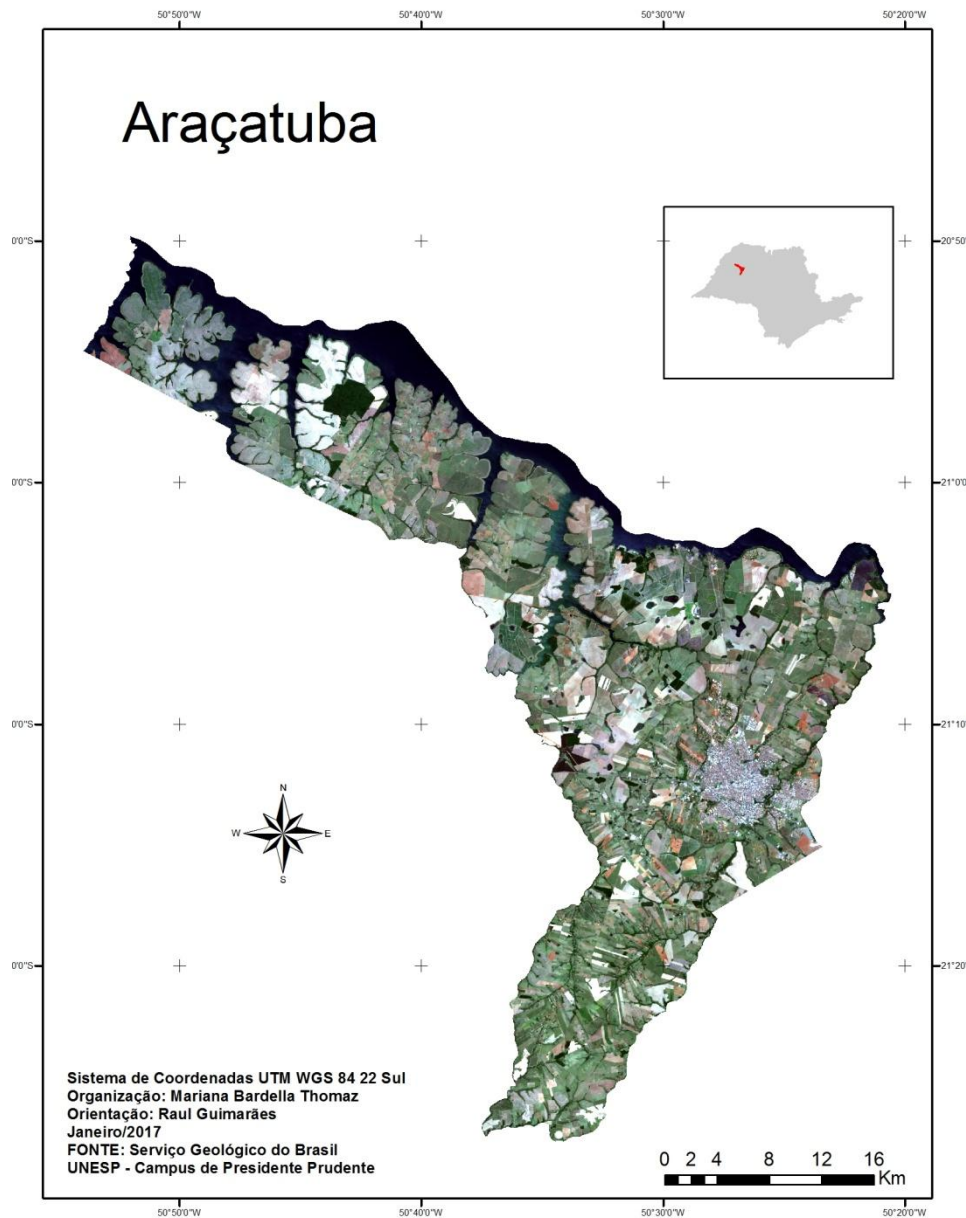 50°50'0"W 50°40'0"W 50°30'0"W 50°20'0"W
Araçatuba
0'0"S 20°50'
0'0"S 21°0'0
0'0"S 21°10'
0'0"S 21°20'
N
W E
S
Sistema de Coordenadas UTM WGS 84 22 Sul
Organização: Mariana Bardella Thomaz
Orientação: Raul Guimarães
Janeiro/2017
FONTE: Serviço Geológico do Brasil
UNESP - Campus de Presidente Prudente
0 2 4 8 12 16
Km
50°50'0"W 50°40'0"W 50°30'0"W 50°20'0"W